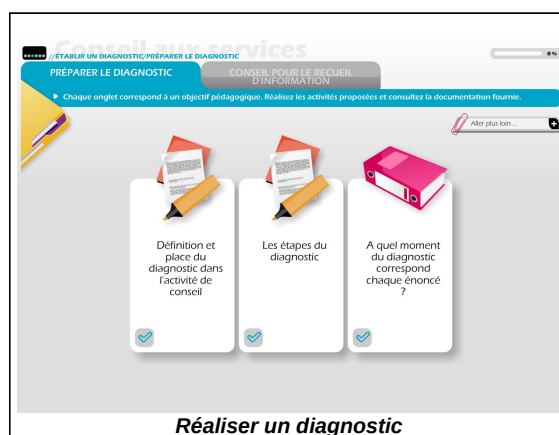 Conseil aux services
//ÉTABLIR UN DIAGNOSTIC/PRÉPARER LE DIAGNOSTIC
0 %
PRÉPARER LE DIAGNOSTIC
CONSEIL POUR LE RECUEIL
D'INFORMATION
Chaque onglet correspond à un objectif pédagogique. Réalisez les activités proposées et consultez la documentation fournie.
Aller plus loin ...
Définition et
place du
diagnostic dans
l'activité de
conseil
Les étapes du
diagnostic
A quel moment
du diagnostic
correspond
chaque énoncé
?
Réaliser un diagnostic